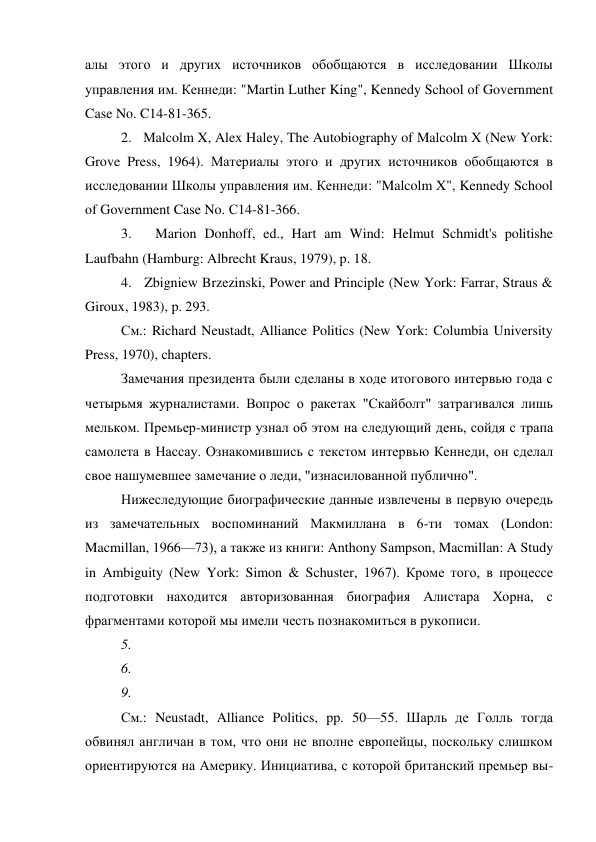 алы этого и других источников обобщаются в исследовании Школы
управления им. Кеннеди: "Martin Luther King", Kennedy School of Government
Case No. C14-81-365.
2. Malcolm X, Alex Haley, The Autobiography of Malcolm X (New York:
Grove Press, 1964). Материалы этого и других источников обобщаются в
исследовании Школы управления им. Кеннеди: "Malcolm X", Kennedy School
of Government Case No. C14-81-366.
3. Marion Donhoff, ed., Hart am Wind: Helmut Schmidt's politishe
Laufbahn (Hamburg: Albrecht Kraus, 1979), p. 18.
4. Zbigniew Brzezinski, Power and Principle (New York: Farrar, Straus &
Giroux, 1983), p. 293.
См.: Richard Neustadt, Alliance Politics (New York: Columbia University
Press, 1970), chapters.
Замечания президента были сделаны в ходе итогового интервью года с
четырьмя журналистами. Вопрос о ракетах "Скайболт" затрагивался лишь
мельком. Премьер-министр узнал об этом на следующий день, сойдя с трапа
самолета в Нассау. Ознакомившись с текстом интервью Кеннеди, он сделал
свое нашумевшее замечание о леди, "изнасилованной публично".
Нижеследующие биографические данные извлечены в первую очередь
из замечательных воспоминаний Макмиллана в 6-ти томах (London:
Macmillan, 1966—73), а также из книги: Anthony Sampson, Macmillan: A Study
in Ambiguity (New York: Simon & Schuster, 1967). Кроме того, в процессе
подготовки находится авторизованная биография Алистара Хорна, с
фрагментами которой мы имели честь познакомиться в рукописи.
5.
6.
9.
См.: Neustadt, Alliance Politics, pp. 50—55. Шарль де Голль тогда
обвинял англичан в том, что они не вполне европейцы, поскольку слишком
ориентируются на Америку. Инициатива, с которой британский премьер вы-